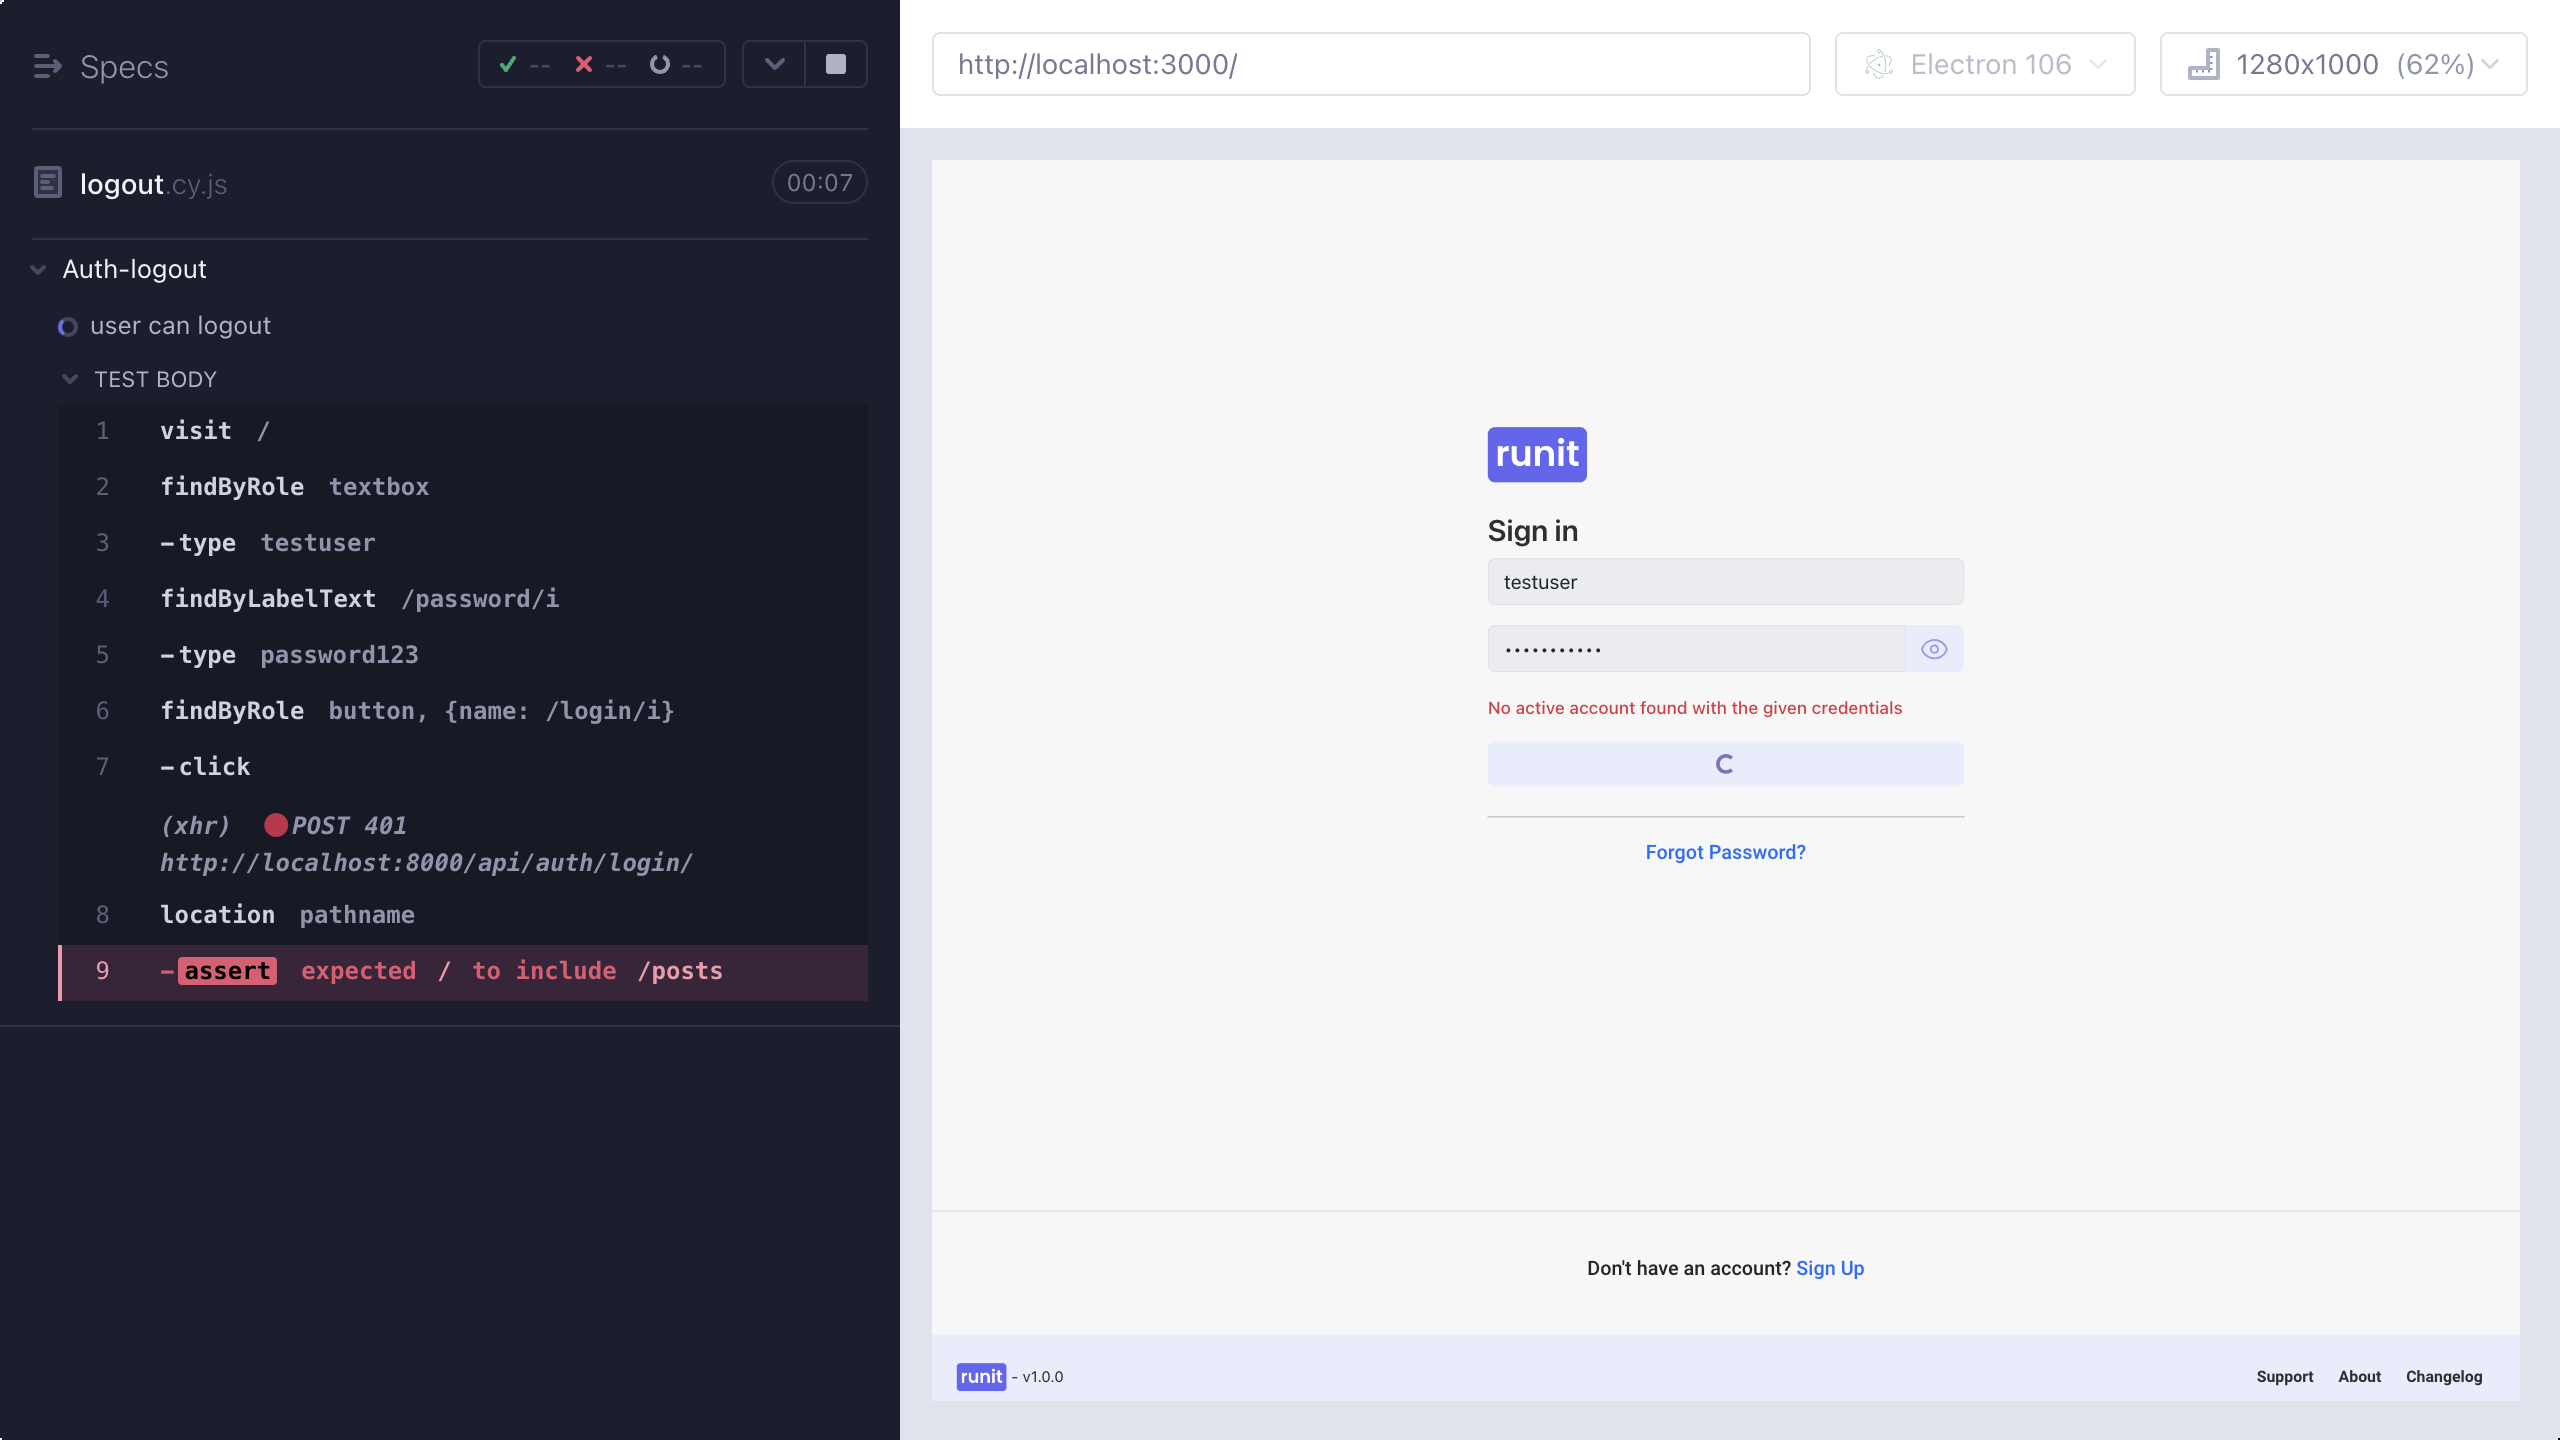 Specs
-- -- --
logout.cy.js
00:07
Auth-logout
user can logout
TEST BODY
1 visit /
2 findByRole textbox
3 -type testuser
4 findByLabelText /password/i
5 -type password123
6 findByRole button, {name: /login/i}
7 -click
(xhr) POST 401
http://localhost:8000/api/auth/login/
8 location pathname
9 -assert expected / to include /posts
http://localhost:3000/
Electron 106
1280x1000 (62%)
runit
Sign in
testuser
•••••••••••
No active account found with the given credentials
Forgot Password?
Don't have an account? Sign Up
runit - v1.0.0
Support About Changelog